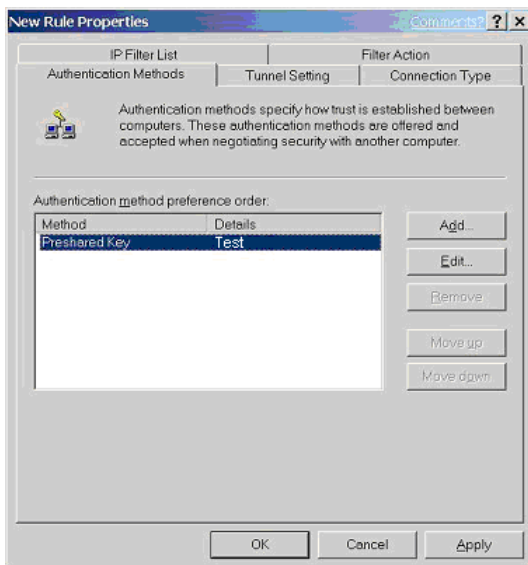 New Rule Properties
Comments? ? ×
IP Filter List
Filter Action
Authentication Methods
Tunnel Setting
Connection Type
Authentication methods specify how trust is established between
computers. These authentication methods are offered and
accepted when negotiating security with another computer.
Authentication method preference order:
Method Details
Preshared Key Test
Add...
Edit...
Remove
Move up
Move down
OK
Cancel
Apply